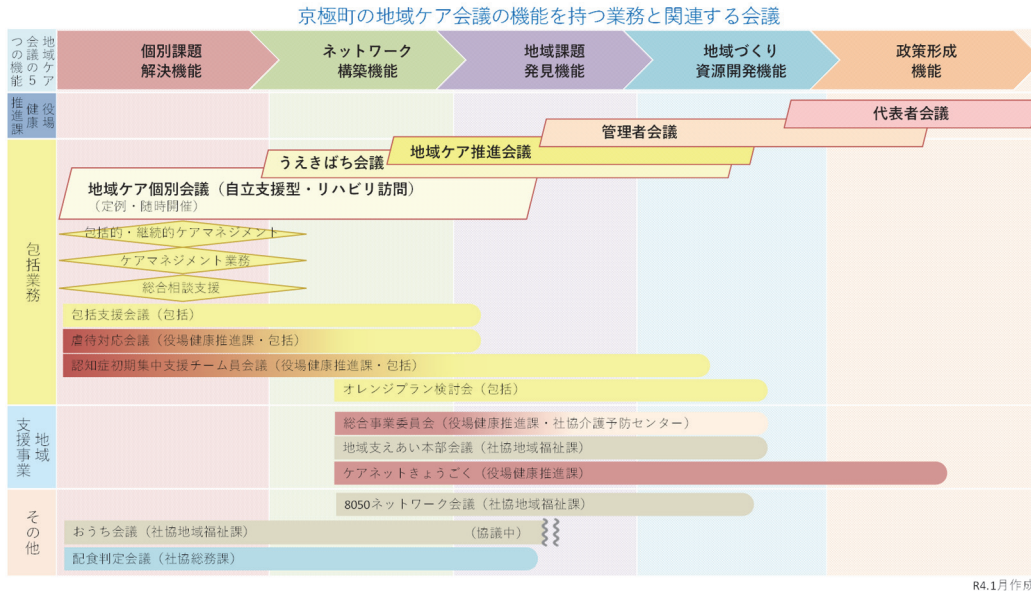 京極町の地域ケア会議の機能を持つ業務と関連する会議
地域ケア
会議の5
つの機能
個別課題
解決機能
ネットワーク
構築機能
地域課題
発見機能
地域づくり
資源開発機能
政策形成
機能
役場
健康
推進課
代表者会議
管理者会議
地域ケア推進会議
うえきばち会議
地域ケア個別会議（自立支援型・リハビリ訪問）
（定例・随時開催）
包括業務
包括的・継続的ケアマネジメント
ケアマネジメント業務
総合相談支援
包括支援会議（包括）
虐待対応会議（役場健康推進課・包括）
認知症初期集中支援チーム員会議（役場健康推進課・包括）
オレンジプラン検討会（包括）
地域
支援事業
総合事業委員会（役場健康推進課・社協介護予防センター）
地域支えあい本部会議（社協地域福祉課）
ケアネットきょうごく（役場健康推進課）
その他
8050ネットワーク会議（社協地域福祉課）
おうち会議（社協地域福祉課）
（協議中）
配食判定会議（社協総務課）
R4.1月作成